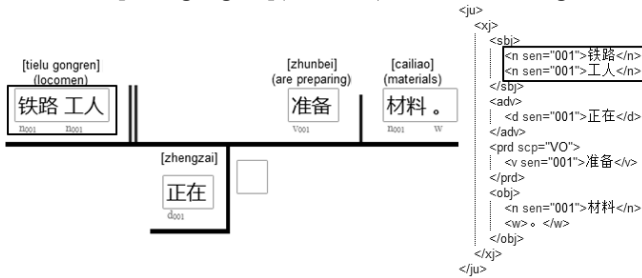 [tielu gongren]
(locomen)
铁路 工人
n001 n001
[zhunbei]
(are preparing)
准备
v001
[cailiao]
(materials)
材料 。
n001 w
[zhengzai]
正在
d001
<ju>
<xj>
<sbj>
<n sen="001">铁路</n>
<n sen="001">工人</n>
</sbj>
<adv>
<d sen="001">正在</d>
</adv>
<prd scp="VO">
<v sen="001">准备</v>
</prd>
<obj>
<n sen="001">材料</n>
<w>。</w>
</obj>
</xj>
</ju>